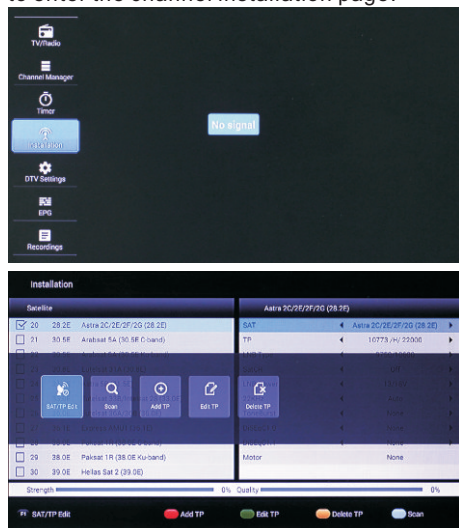 to enter the channel installation page.
TV/Radio
Channel Manager
Timer
No signal
Installation
DTV Settings
EPG
Recordings
Installation
Satellite
Astra 2C/2E/2F/2G (28.2E)
20 28.2E Astra 2C/2E/2F/2G (28.2E)
SAT Astra 2C/2E/2F/2G (28.2E)
21 30.5E Arabsat 5A (30.5E C-band)
TP 10773 /H/ 22000
SAT/TP Edit
Scan
Add TP
Edit TP
Delete TP
None
29 38.0E Paksat 1R (38.0E Ku-band)
Motor None
30 39.0E Hellas Sat 2 (39.0E)
Strength 0% Quality 0%
SAT/TP Edit Add TP Edit TP Delete TP Scan